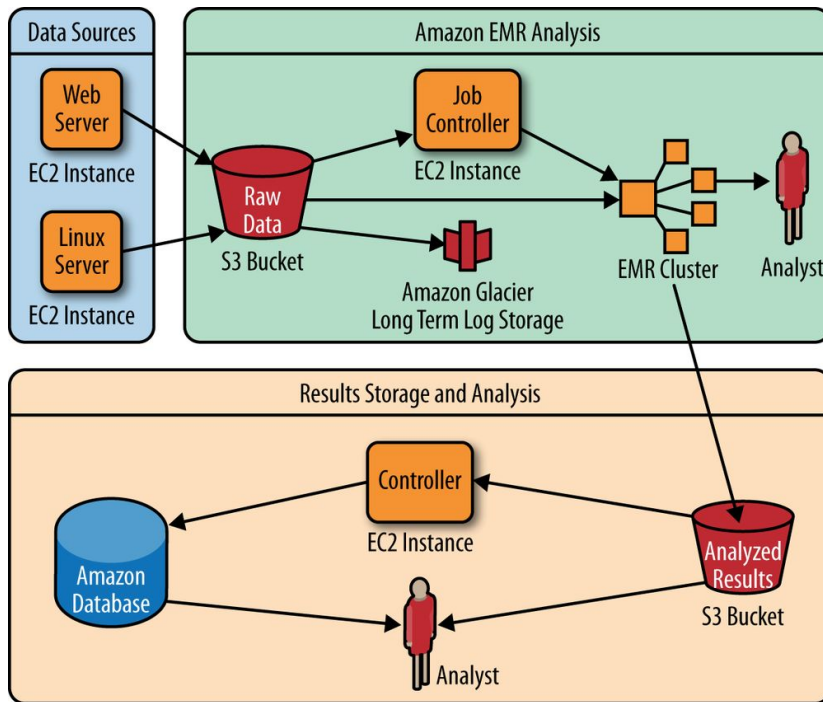 Data Sources
Web
Server
EC2 Instance
Linux
Server
EC2 Instance
Amazon EMR Analysis
Raw
Data
S3 Bucket
Job
Controller
EC2 Instance
Amazon Glacier
Long Term Log Storage
EMR Cluster
Analyst
Results Storage and Analysis
Controller
EC2 Instance
Amazon
Database
Analyzed
Results
S3 Bucket
Analyst